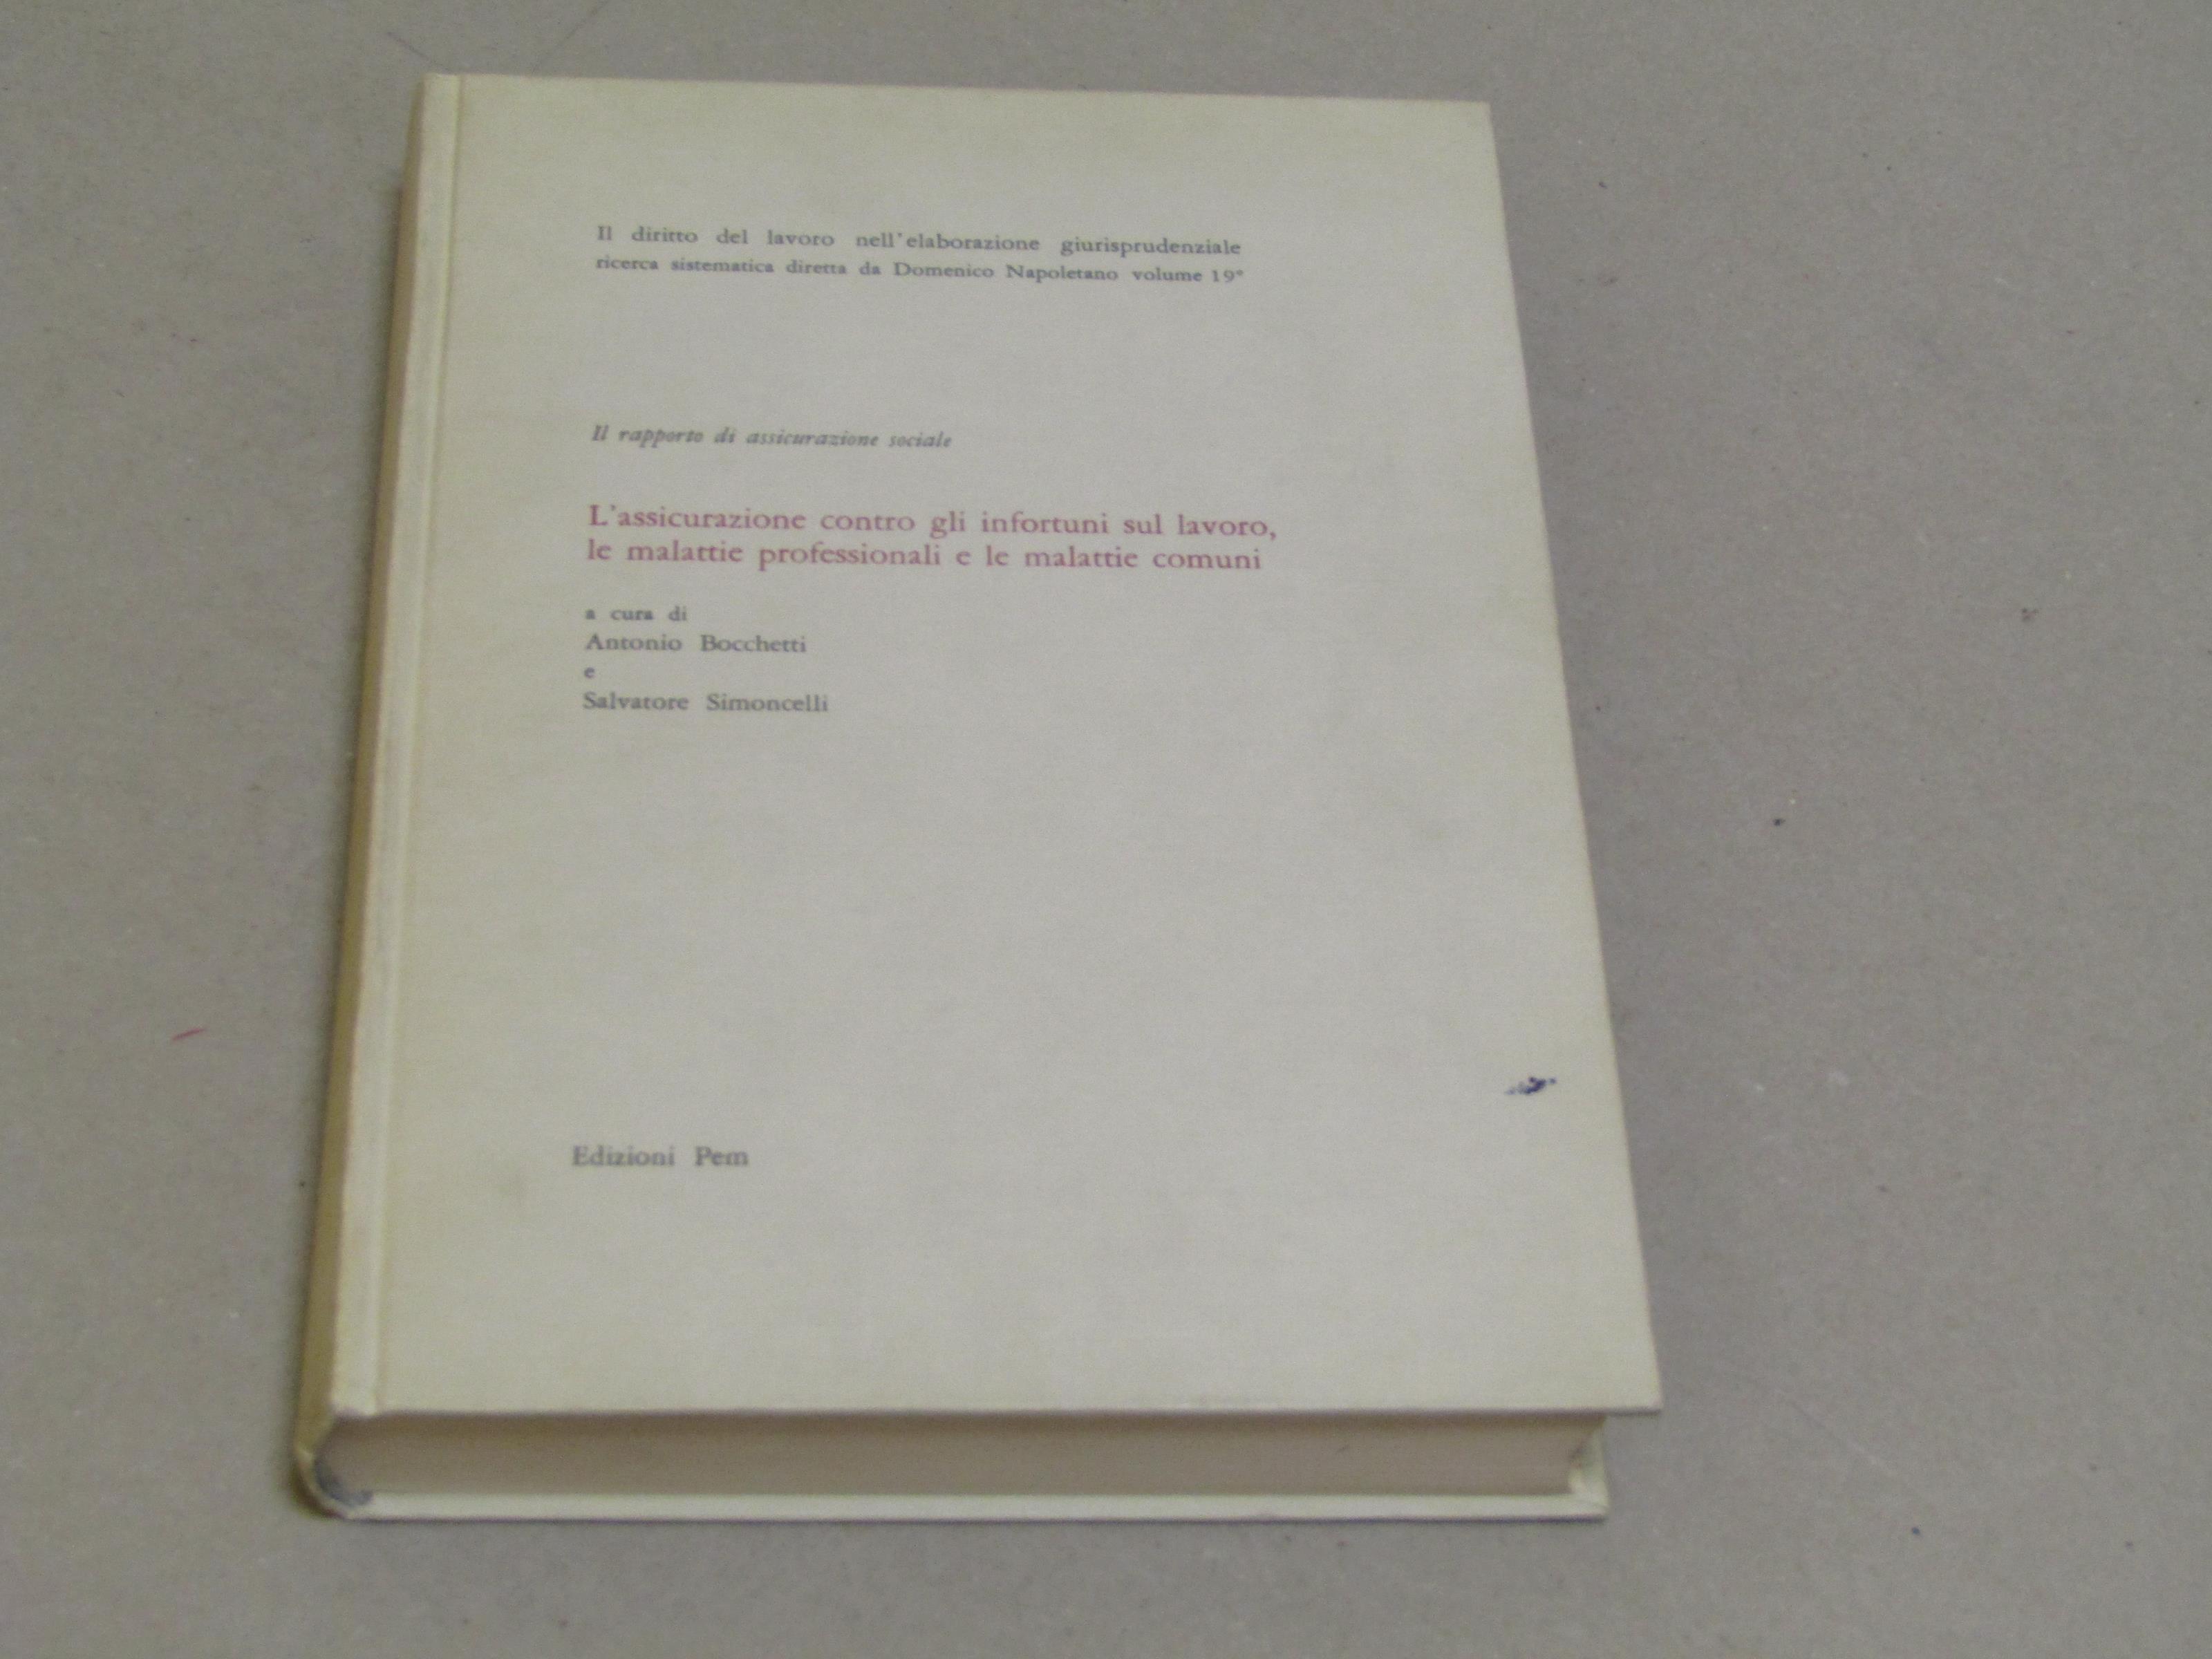 Il diritto del lavoro nell'elaborazione giurisprudenziale
ricerca sistematica diretta da Domenico Napoletano volume 19°
Il rapporto di assicurazione sociale
L'assicurazione contro gli infortuni sul lavoro,
le malattie professionali e le malattie comuni
a cura di
Antonio Bocchetti
e
Salvatore Simoncelli
Edizioni Pem